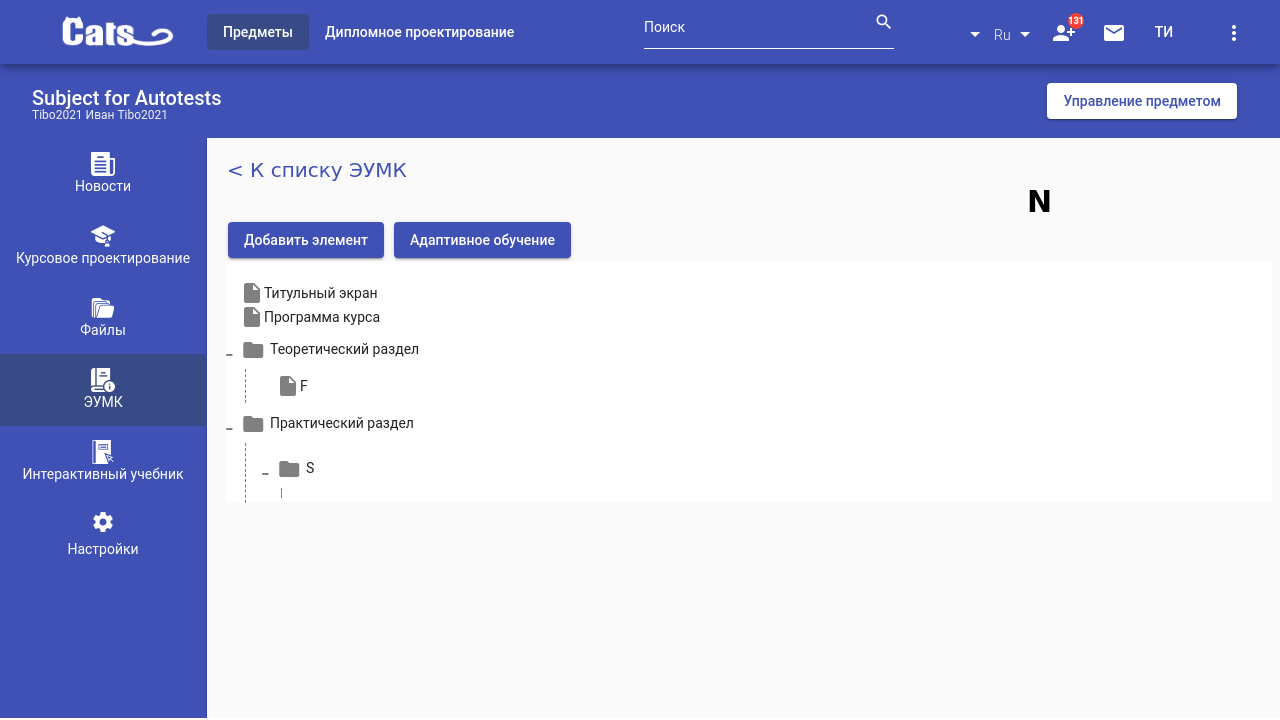 Cats
Предметы
Дипломное проектирование
Поиск
Ru
131
ТИ
Subject for Autotests
Tibo2021 Иван Tibo2021
Управление предметом
Новости
Курсовое проектирование
Файлы
ЭУМК
Интерактивный учебник
Настройки
< К списку ЭУМК
N
Добавить элемент
Адаптивное обучение
Титульный экран
Программа курса
Теоретический раздел
F
Практический раздел
S